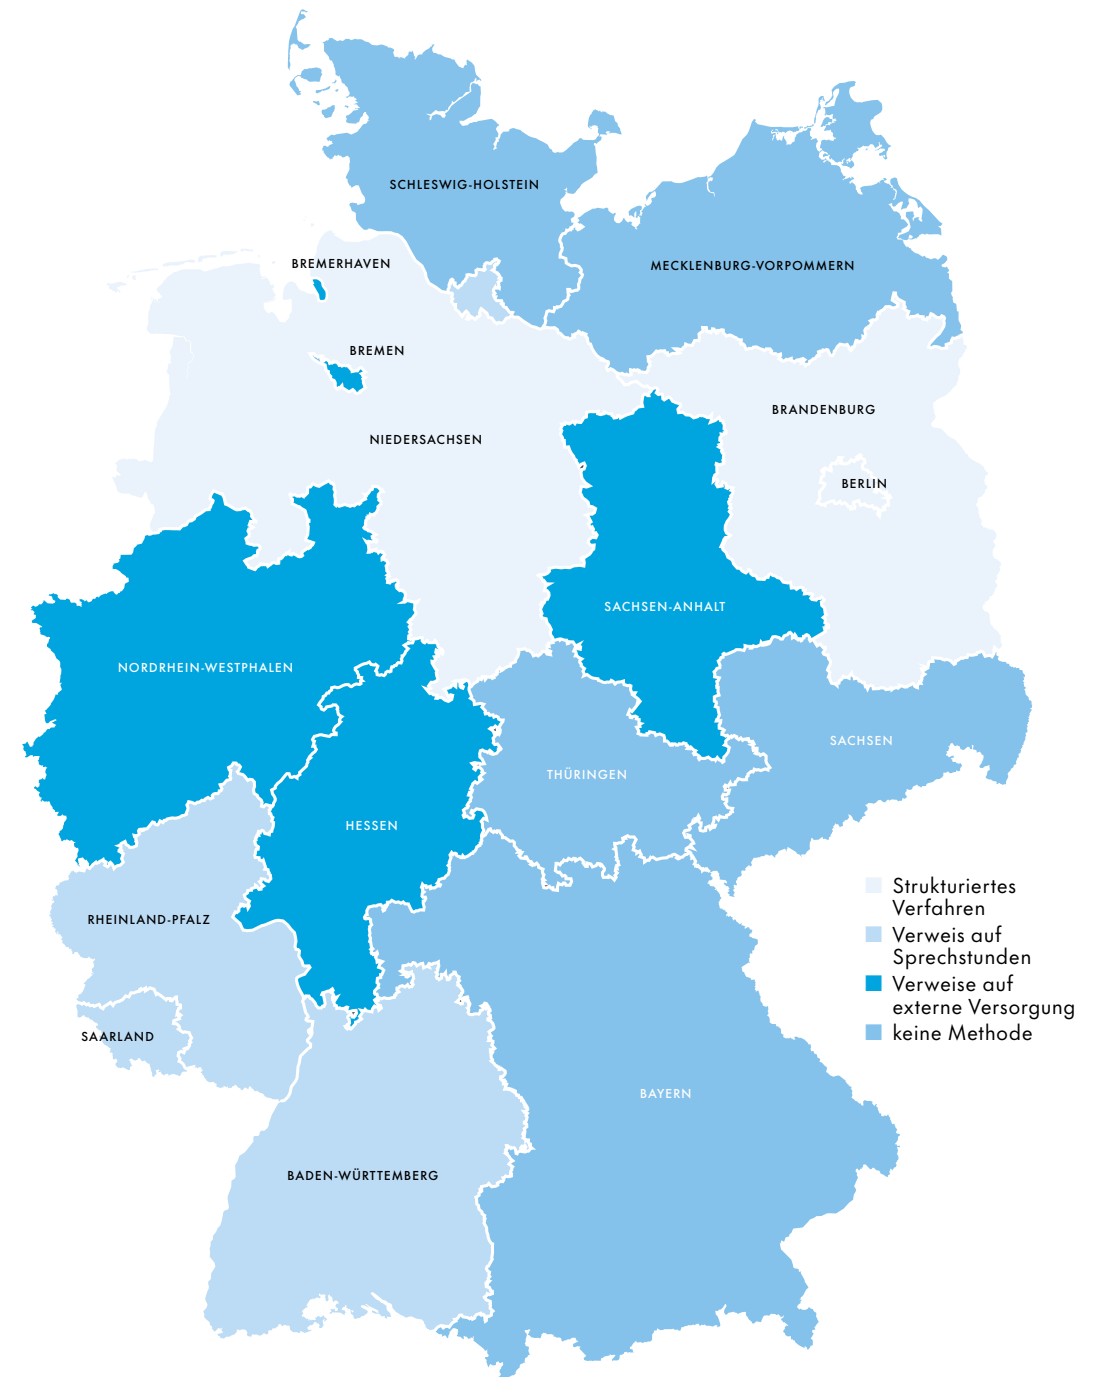 SCHLESWIG-HOLSTEIN
MECKLENBURG-VORPOMMERN
BREMERHAVEN
BREMEN
BRANDENBURG
NIEDERSACHSEN
BERLIN
SACHSEN-ANHALT
NORDRHEIN-WESTPHALEN
SACHSEN
THÜRINGEN
HESSEN
RHEINLAND-PFALZ
SAARLAND
BAYERN
BADEN-WÜRTTEMBERG
Strukturiertes
Verfahren
Verweis auf
Sprechstunden
Verweise auf
externe Versorgung
keine Methode